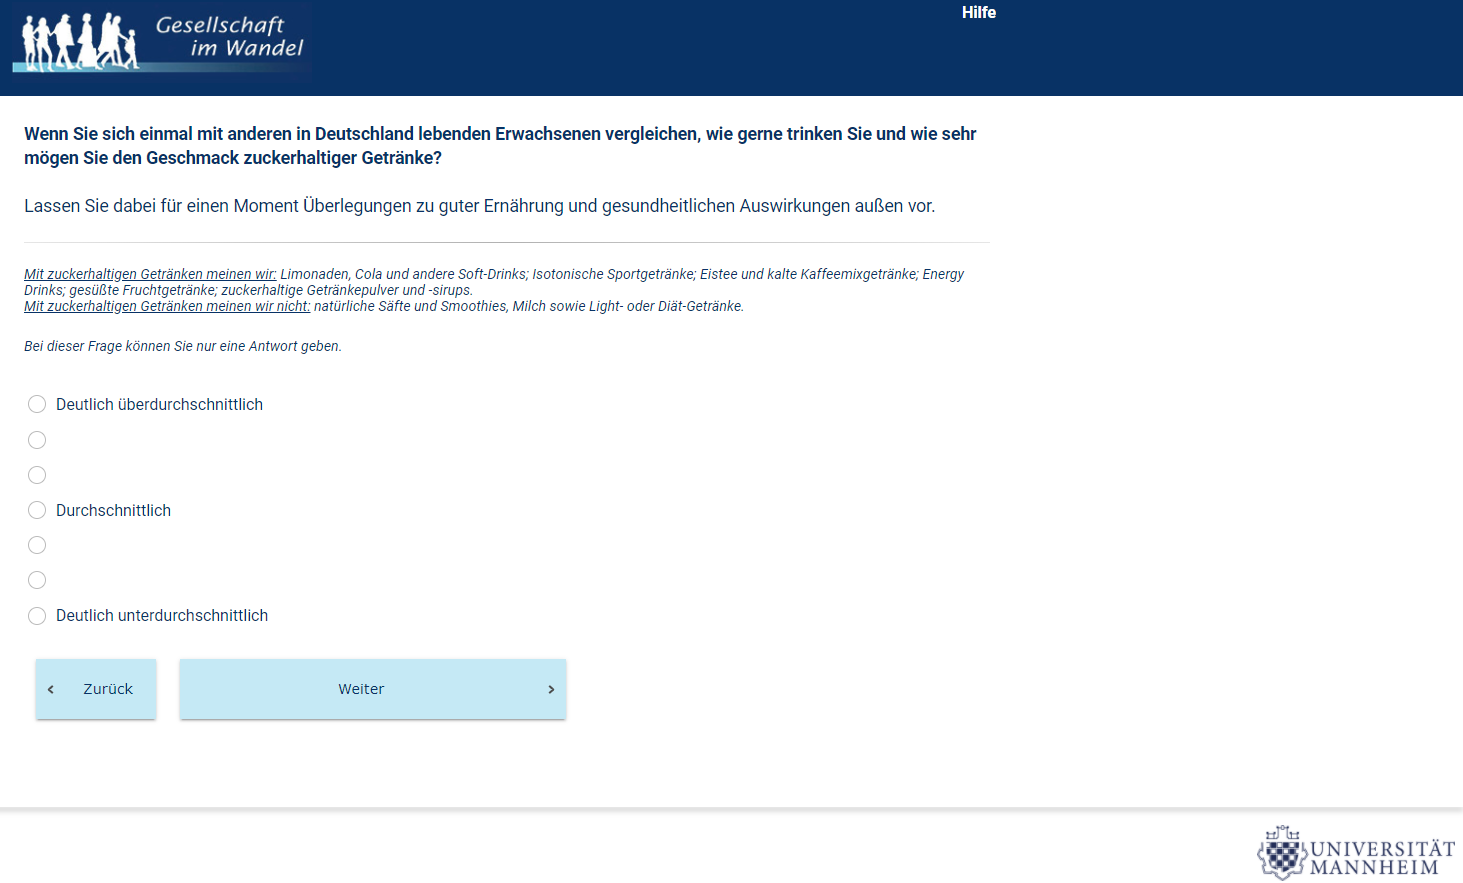 Gesellschaft
im Wandel
Hilfe
Wenn Sie sich einmal mit anderen in Deutschland lebenden Erwachsenen vergleichen, wie gerne trinken Sie und wie sehr
mögen Sie den Geschmack zuckerhaltiger Getränke?
Lassen Sie dabei für einen Moment Überlegungen zu guter Ernährung und gesundheitlichen Auswirkungen außen vor.
Mit zuckerhaltigen Getränken meinen wir: Limonaden, Cola und andere Soft-Drinks; Isotonische Sportgetränke; Eistee und kalte Kaffeemixgetränke; Energy
Drinks; gesüßte Fruchtgetränke; zuckerhaltige Getränkepulver und -sirups.
Mit zuckerhaltigen Getränken meinen wir nicht: natürliche Säfte und Smoothies, Milch sowie Light- oder Diät-Getränke.
Bei dieser Frage können Sie nur eine Antwort geben.
Deutlich überdurchschnittlich
Durchschnittlich
Deutlich unterdurchschnittlich
Zurück
Weiter
UNIVERSITÄT
MANNHEIM